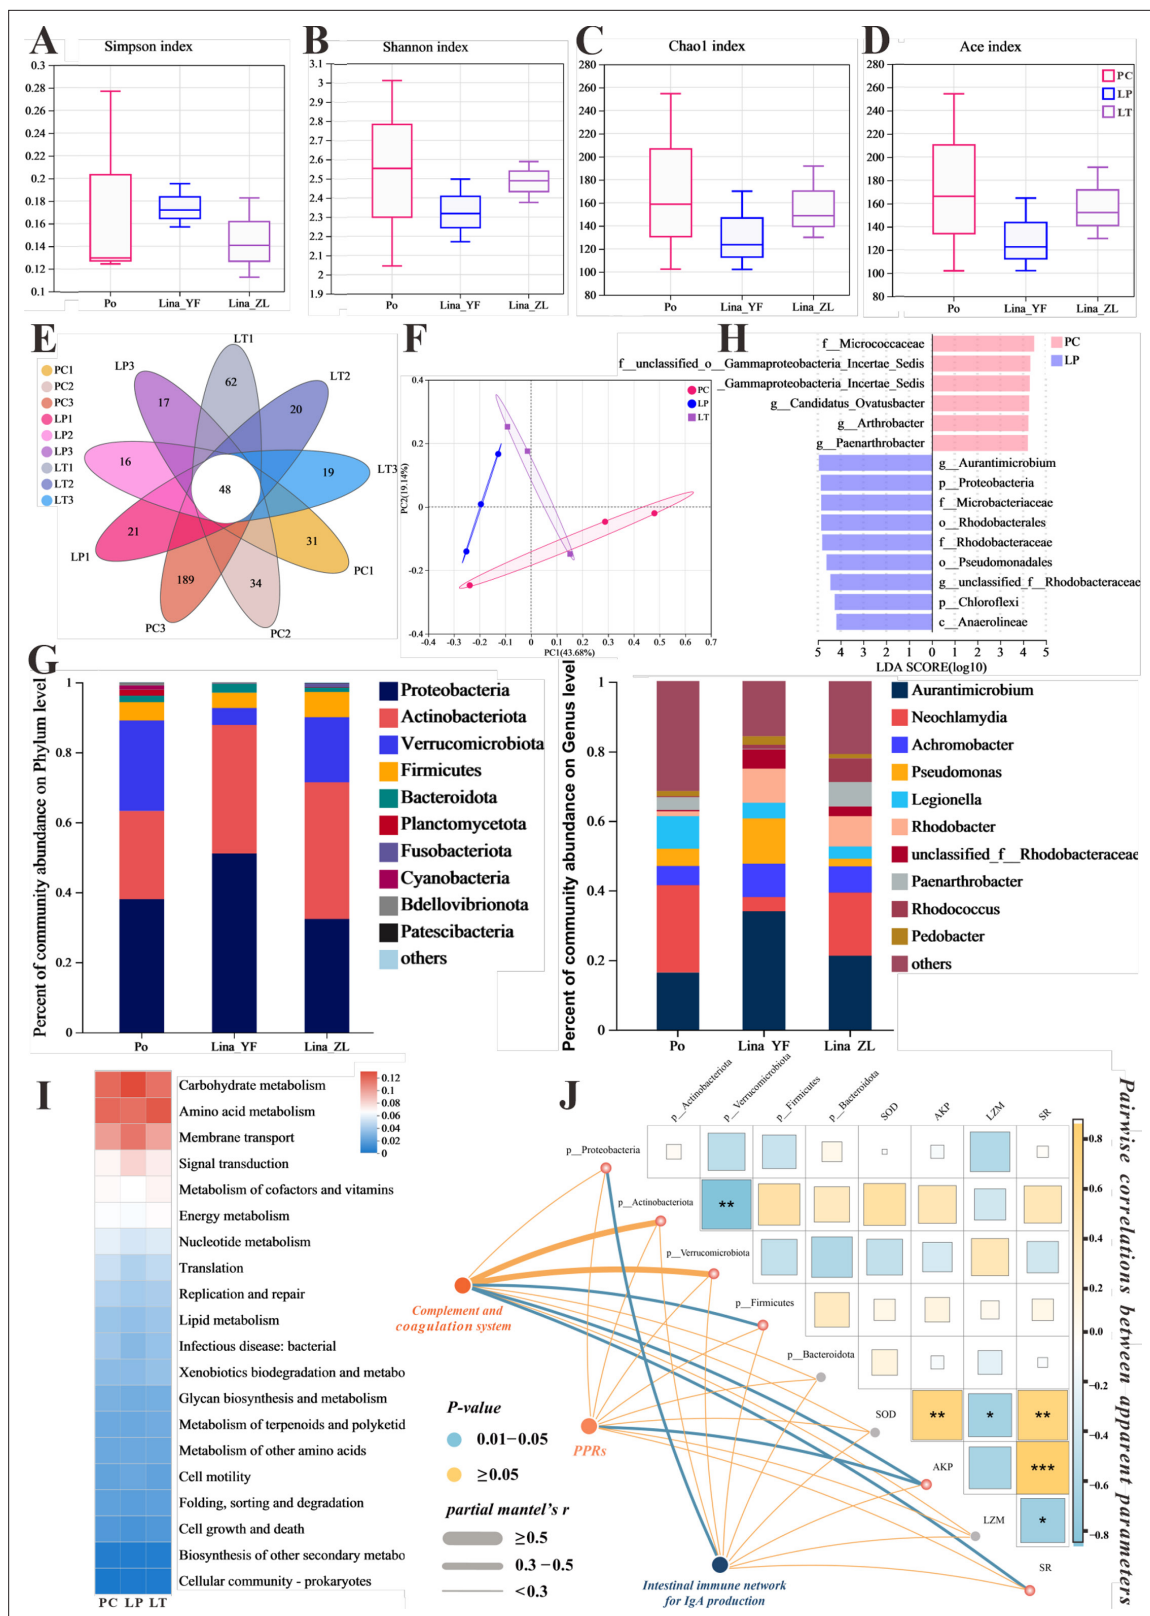 A
Simpson index
0.3
0.28
0.26
0.24
0.22
0.2
0.18
0.16
0.14
0.12
0.1
Po
Lina_YF
Lina_ZL
B
Shannon index
3.1
3
2.9
2.8
2.7
2.6
2.5
2.4
2.3
2.2
2.1
2
1.9
Po
Lina_YF
Lina_ZL
C
Chao1 index
280
260
240
220
200
180
160
140
120
100
80
Po
Lina_YF
Lina_ZL
D
Ace index
280
260
240
220
200
180
160
140
120
100
80
Po
Lina_YF
Lina_ZL
PC
LP
LT
E
PC1
PC2
PC3
LP1
LP2
LP3
LT1
LT2
LT3
LT1
LT2
LT3
PC1
PC2
PC3
LP1
LP3
62
20
19
31
34
189
21
16
17
48
F
PC
LP
LT
0.4
0.2
0
-0.2
-0.4
PC2(19.14%)
-0.4
-0.3
-0.2
-0.1
0
0.1
0.2
0.3
0.4
0.5
0.6
0.7
PC1(43.68%)
H
PC
LP
f__Micrococcaceae
f__unclassified_o__Gammaproteobacteria_Incertae_Sedis
_Gammaproteobacteria_Incertae_Sedis
g__Candidatus_Ovatusbacter
g__Arthrobacter
g__Paenarthrobacter
g__Aurantimicrobium
p__Proteobacteria
f__Microbacteriaceae
o__Rhodobacterales
f__Rhodobacteraceae
o__Pseudomonadales
g__unclassified_f__Rhodobacteraceae
p__Chloroflexi
c__Anaerolineae
5 4 3 2 1 0 1 2 3 4 5
LDA SCORE(log10)
G
Percent of community abundance on Phylum level
1
0.8
0.6
0.4
0.2
0
Po
Lina_YF
Lina_ZL
Proteobacteria
Actinobacteriota
Verrucomicrobiota
Firmicutes
Bacteroidota
Planctomycetota
Fusobacteriota
Cyanobacteria
Bdellovibrionota
Patescibacteria
others
Percent of community abundance on Genus level
1
0.8
0.6
0.4
0.2
0
Po
Lina YF
Lina ZL
Aurantimicrobium
Neochlamydia
Achromobacter
Pseudomonas
Legionella
Rhodobacter
unclassified_f__Rhodobacteraceae
Paenarthrobacter
Rhodococcus
Pedobacter
others
I
Carbohydrate metabolism
Amino acid metabolism
Membrane transport
Signal transduction
Metabolism of cofactors and vitamins
Energy metabolism
Nucleotide metabolism
Translation
Replication and repair
Lipid metabolism
Infectious disease: bacterial
Xenobiotics biodegradation and metabo
Glycan biosynthesis and metabolism
Metabolism of terpenoids and polyketid
Metabolism of other amino acids
Cell motility
Folding, sorting and degradation
Cell growth and death
Biosynthesis of other secondary metabo
Cellular community - prokaryotes
PC LP LT
0.12
0.1
0.08
0.06
0.04
0.02
0
J
p__Actinobacteriota
p__Verrucomicrobiota
p__Firmicutes
p__Bacteroidota
SOD
AKP
LZM
SR
p__Proteobacteria
p__Actinobacteriota
p__Verrucomicrobiota
p__Firmicutes
p__Bacteroidota
SOD
AKP
LZM
SR
**
** * **
***
*
Complement and
coagulation system
PPRs
Intestinal immune network
for IgA production
P-value
0.01−0.05
≥0.05
partial mantel's r
≥0.5
0.3 −0.5
<0.3
0.8
0.6
0.4
0.2
0.0
−0.2
−0.4
−0.6
−0.8
Pairwise correlations between apparent parameters